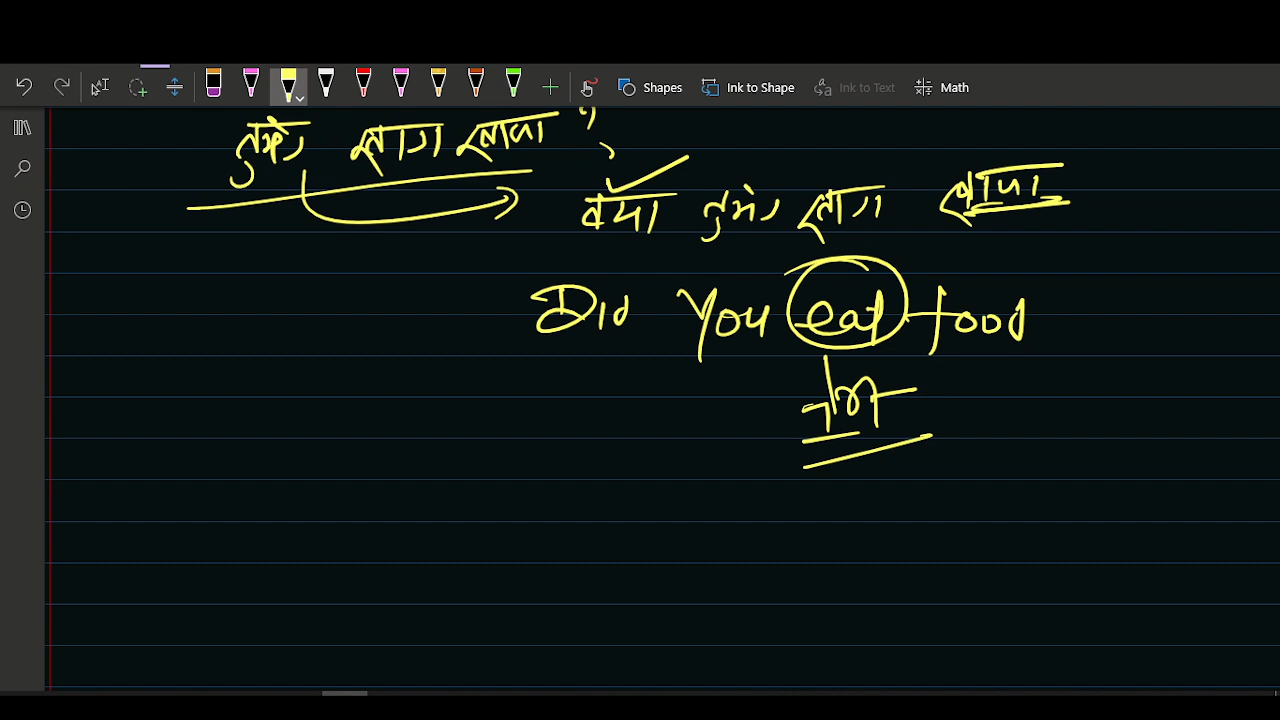 Shapes Ink to Shape Ink to Text Math
तुमने खाना खाया ?
क्या तुमने खाना खाया
Did You eat food